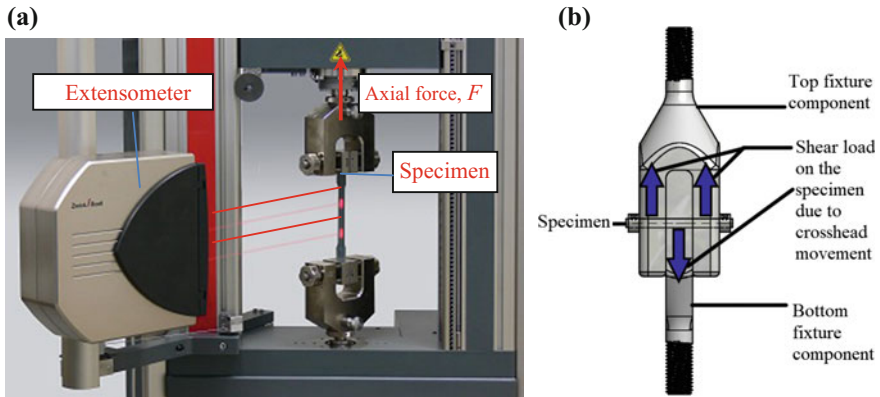 (a)
Extensometer
Axial force, F
Specimen
Zwick / Roell
(b)
Top fixture
component
Shear load
on the
specimen
due to
crosshead
movement
Specimen
Bottom
fixture
component